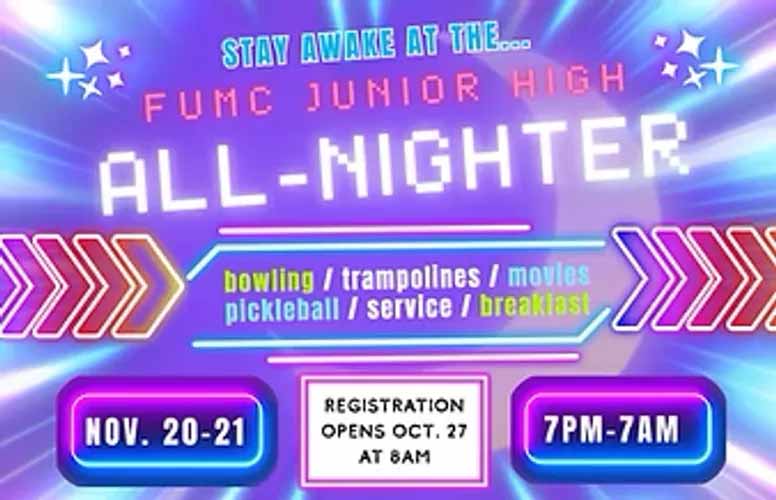 STAY AWAKE AT THE...
FUMC JUNIOR HIGH
ALL-NIGHTER
bowling / trampolines / movies
pickleball / service / breakfast
NOV. 20-21
REGISTRATION
OPENS OCT. 27
AT 8AM
7PM-7AM